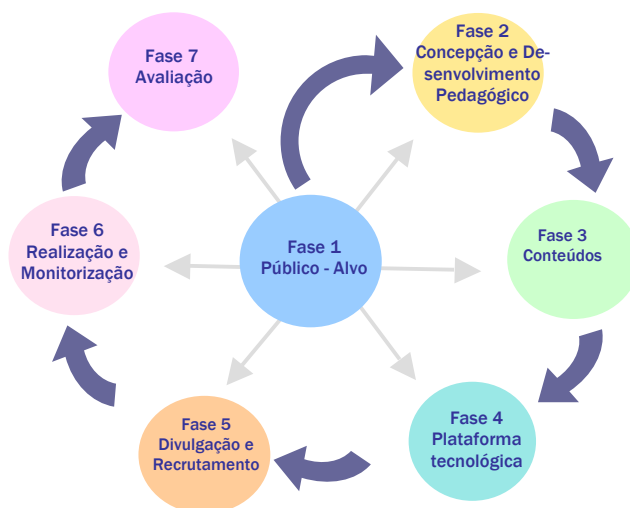 Fase 1
Público - Alvo
Fase 2
Concepção e De-
senvolvimento
Pedagógico
Fase 3
Conteúdos
Fase 4
Plataforma
tecnológica
Fase 5
Divulgação e
Recrutamento
Fase 6
Realização e
Monitorização
Fase 7
Avaliação